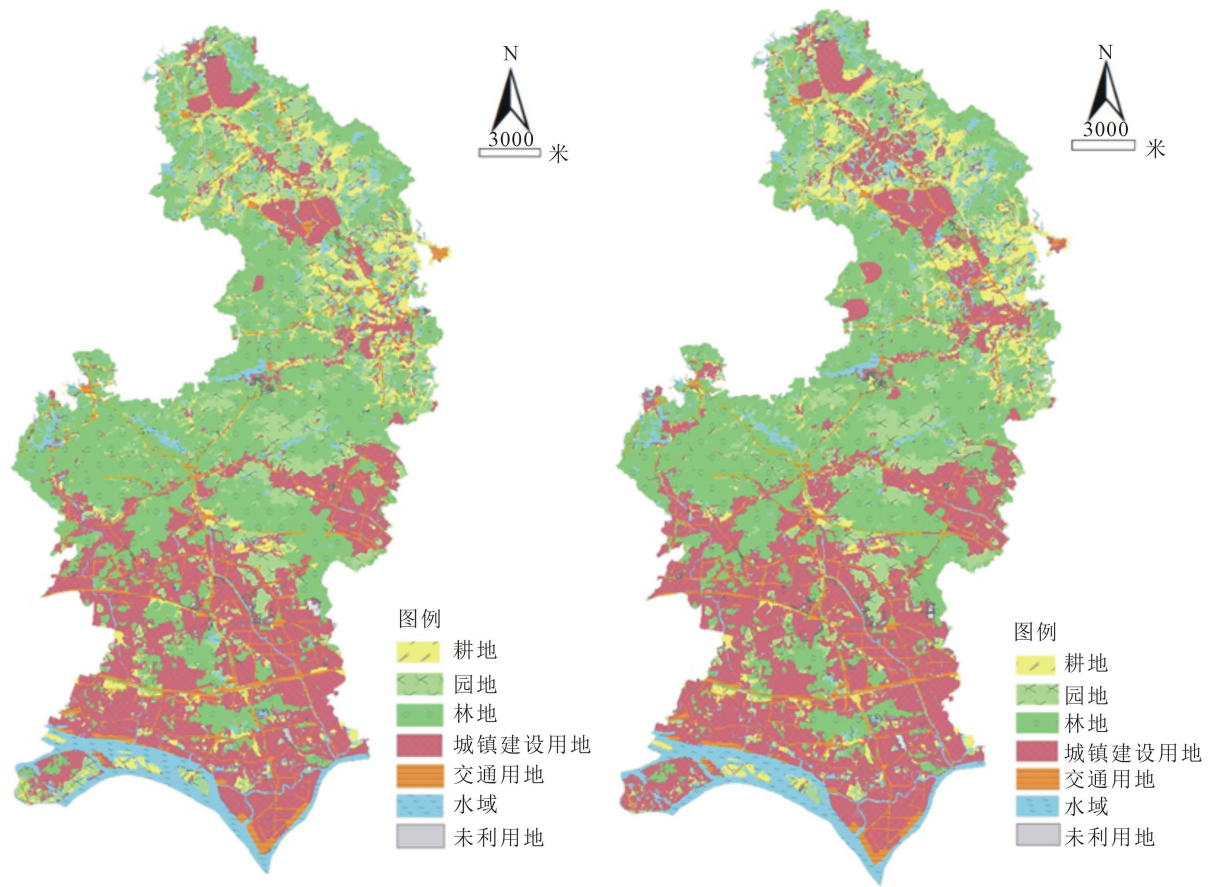 N
3000
米
N
3000
米
图例
耕地
园地
林地
城镇建设用地
交通用地
水域
未利用地
图例
耕地
园地
林地
城镇建设用地
交通用地
水域
未利用地